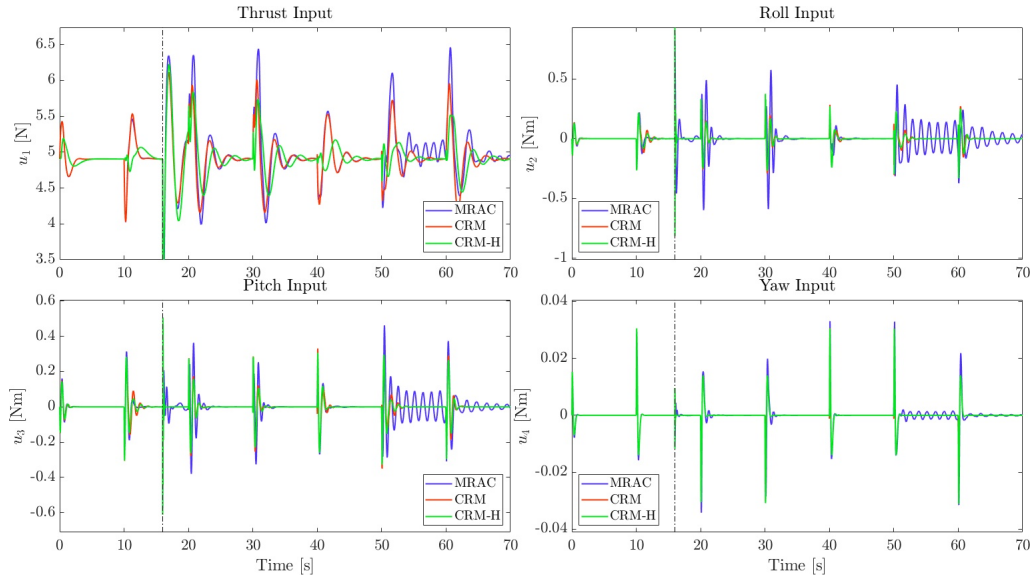 Thrust Input
6.5
6
5.5
5
4.5
4
3.5
u1 [N]
0 10 20 30 40 50 60 70
MRAC
CRM
CRM-H
Roll Input
0.5
0
-0.5
-1
u2 [Nm]
0 10 20 30 40 50 60 70
MRAC
CRM
CRM-H
Pitch Input
0.6
0.4
0.2
0
-0.2
-0.4
-0.6
u3 [Nm]
0 10 20 30 40 50 60 70
Time [s]
MRAC
CRM
CRM-H
Yaw Input
0.04
0.02
0
-0.02
-0.04
u4 [Nm]
0 10 20 30 40 50 60 70
Time [s]
MRAC
CRM
CRM-H